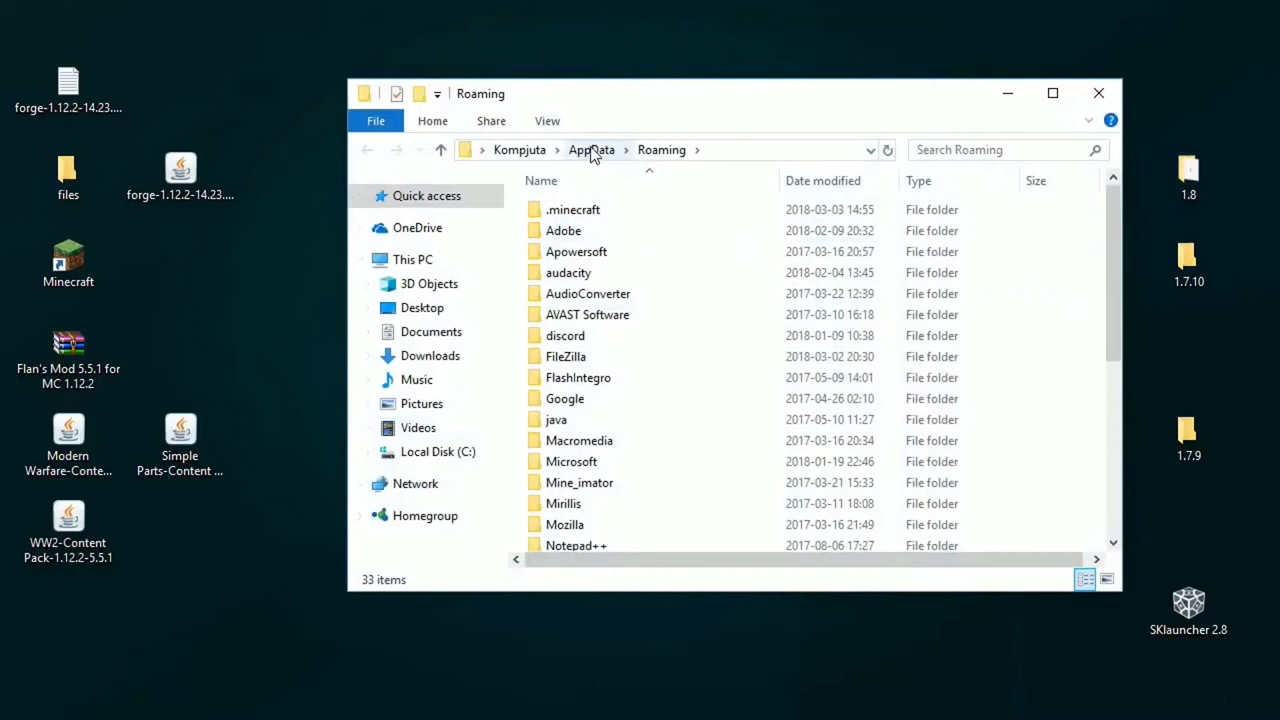 forge-1.12.2-14.23....
files
forge-1.12.2-14.23....
Minecraft
Flan's Mod 5.5.1 for
MC 1.12.2
Modern
Warfare-Conte...
Simple
Parts-Content ...
WW2-Content
Pack-1.12.2-5.5.1
Roaming
File
Home
Share
View
Kompjuta
AppData
Roaming
Search Roaming
Quick access
OneDrive
This PC
3D Objects
Desktop
Documents
Downloads
Music
Pictures
Videos
Local Disk (C:)
Network
Homegroup
Name Date modified Type Size
.minecraft 2018-03-03 14:55 File folder
Adobe 2018-02-09 20:32 File folder
Apowersoft 2017-03-16 20:57 File folder
audacity 2018-02-04 13:45 File folder
AudioConverter 2017-03-22 12:39 File folder
AVAST Software 2017-03-10 16:18 File folder
discord 2018-01-09 10:38 File folder
FileZilla 2018-03-02 20:30 File folder
FlashIntegro 2017-05-09 14:01 File folder
Google 2017-04-26 02:10 File folder
java 2017-05-10 11:27 File folder
Macromedia 2017-03-16 20:34 File folder
Microsoft 2018-01-19 22:46 File folder
Mine_imator 2017-03-21 15:33 File folder
Mirillis 2017-03-11 18:08 File folder
Mozilla 2017-03-16 21:49 File folder
Notepad++ 2017-08-06 17:27 File folder
33 items
1.8
1.7.10
1.7.9
SKlauncher 2.8